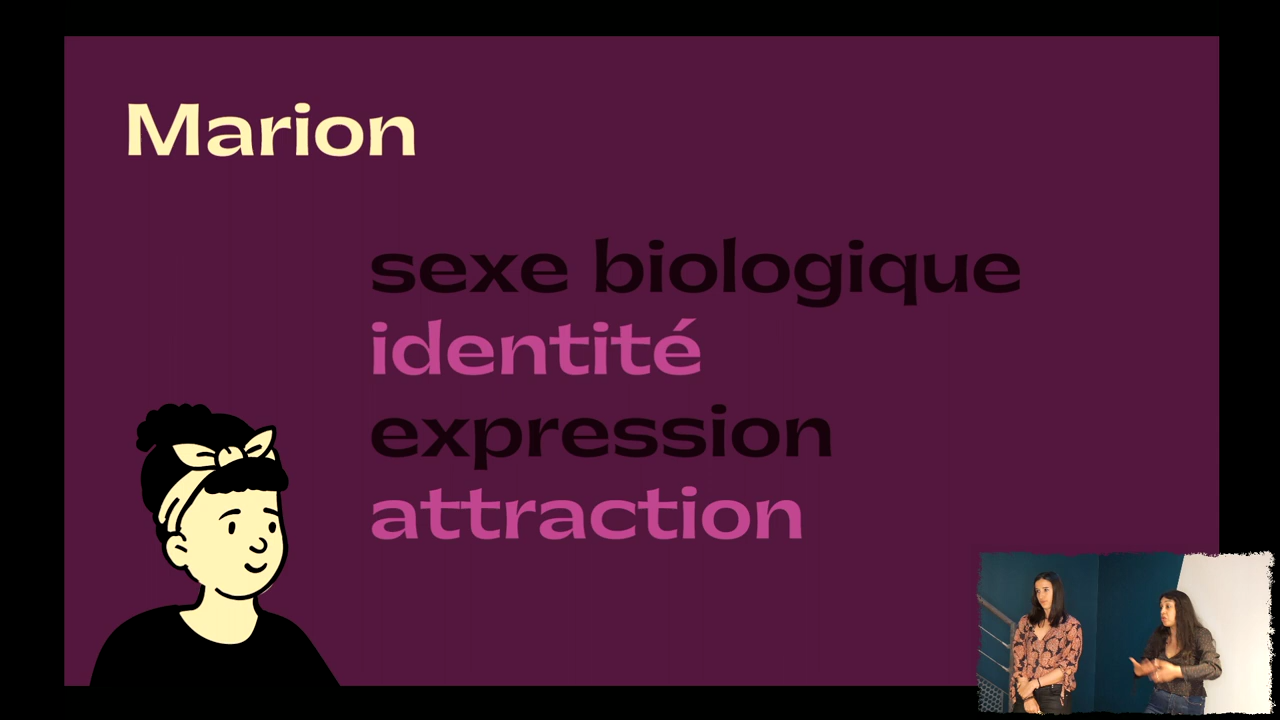 Marion
sexe biologique
identité
expression
attraction